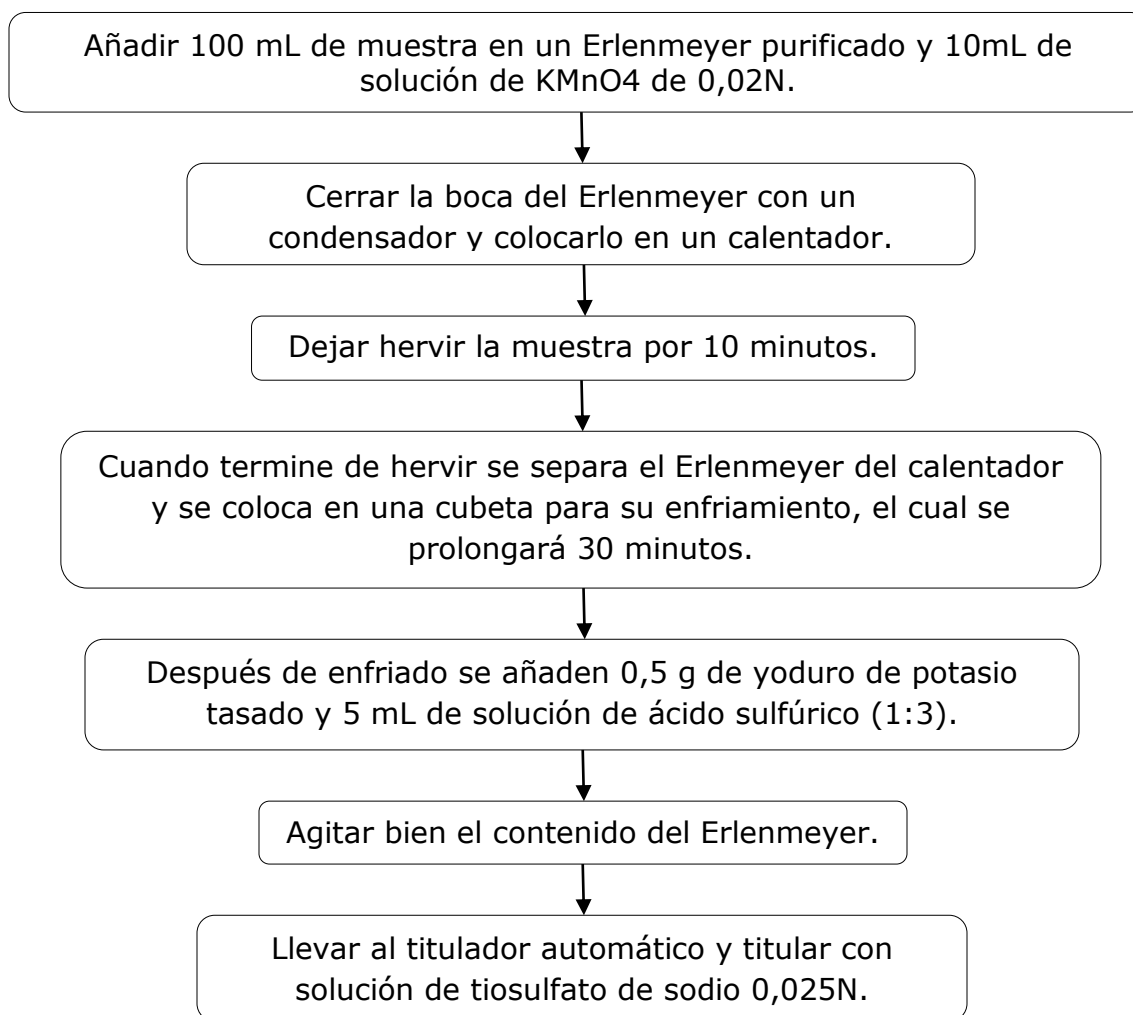 Añadir 100 mL de muestra en un Erlenmeyer purificado y 10mL de
solución de KMnO4 de 0,02N.
Cerrar la boca del Erlenmeyer con un
condensador y colocarlo en un calentador.
Dejar hervir la muestra por 10 minutos.
Cuando termine de hervir se separa el Erlenmeyer del calentador
y se coloca en una cubeta para su enfriamiento, el cual se
prolongará 30 minutos.
Después de enfriado se añaden 0,5 g de yoduro de potasio
tasado y 5 mL de solución de ácido sulfúrico (1:3).
Agitar bien el contenido del Erlenmeyer.
Llevar al titulador automático y titular con
solución de tiosulfato de sodio 0,025N.